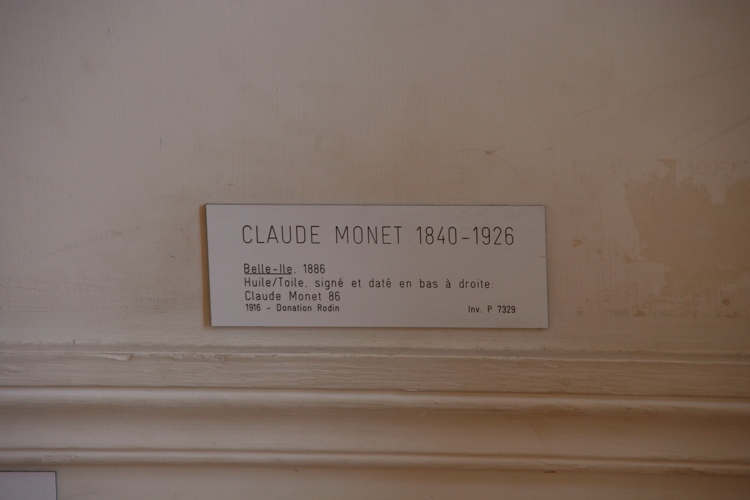 CLAUDE MONET 1840-1926
Belle-Ile, 1886
Huile/Toile, signé et daté en bas à droite:
Claude Monet 86
1916 - Donation Rodin Inv. P 7329